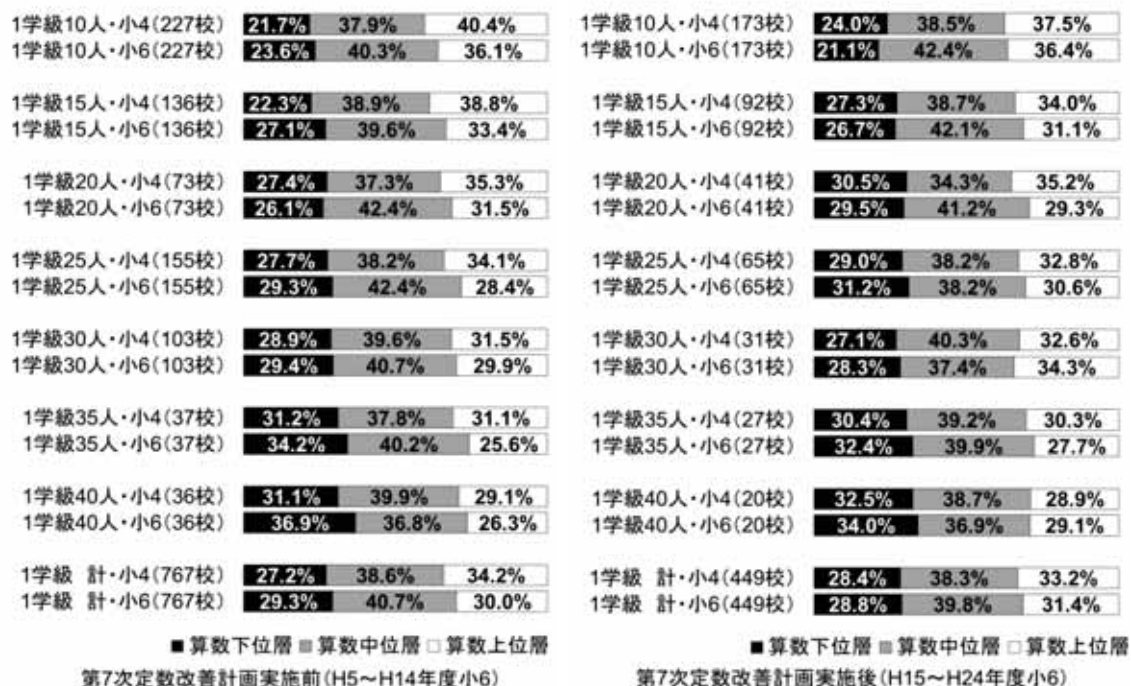 1学級10人・小4(227校) 21.7% 37.9% 40.4%
1学級10人・小6(227校) 23.6% 40.3% 36.1%
1学級15人・小4(136校) 22.3% 38.9% 38.8%
1学級15人・小6(136校) 27.1% 39.6% 33.4%
1学級20人・小4(73校) 27.4% 37.3% 35.3%
1学級20人・小6(73校) 26.1% 42.4% 31.5%
1学級25人・小4(155校) 27.7% 38.2% 34.1%
1学級25人・小6(155校) 29.3% 42.4% 28.4%
1学級30人・小4(103校) 28.9% 39.6% 31.5%
1学級30人・小6(103校) 29.4% 40.7% 29.9%
1学級35人・小4(37校) 31.2% 37.8% 31.1%
1学級35人・小6(37校) 34.2% 40.2% 25.6%
1学級40人・小4(36校) 31.1% 39.9% 29.1%
1学級40人・小6(36校) 36.9% 36.8% 26.3%
1学級 計・小4(767校) 27.2% 38.6% 34.2%
1学級 計・小6(767校) 29.3% 40.7% 30.0%
■算数下位層 ■算数中位層 □算数上位層
第7次定数改善計画実施前(H5～H14年度小6)
1学級10人・小4(173校) 24.0% 38.5% 37.5%
1学級10人・小6(173校) 21.1% 42.4% 36.4%
1学級15人・小4(92校) 27.3% 38.7% 34.0%
1学級15人・小6(92校) 26.7% 42.1% 31.1%
1学級20人・小4(41校) 30.5% 34.3% 35.2%
1学級20人・小6(41校) 29.5% 41.2% 29.3%
1学級25人・小4(65校) 29.0% 38.2% 32.8%
1学級25人・小6(65校) 31.2% 38.2% 30.6%
1学級30人・小4(31校) 27.1% 40.3% 32.6%
1学級30人・小6(31校) 28.3% 37.4% 34.3%
1学級35人・小4(27校) 30.4% 39.2% 30.3%
1学級35人・小6(27校) 32.4% 39.9% 27.7%
1学級40人・小4(20校) 32.5% 38.7% 28.9%
1学級40人・小6(20校) 34.0% 36.9% 29.1%
1学級 計・小4(449校) 28.4% 38.3% 33.2%
1学級 計・小6(449校) 28.8% 39.8% 31.4%
■算数下位層 ■算数中位層 □算数上位層
第7次定数改善計画実施後(H15～H24年度小6)